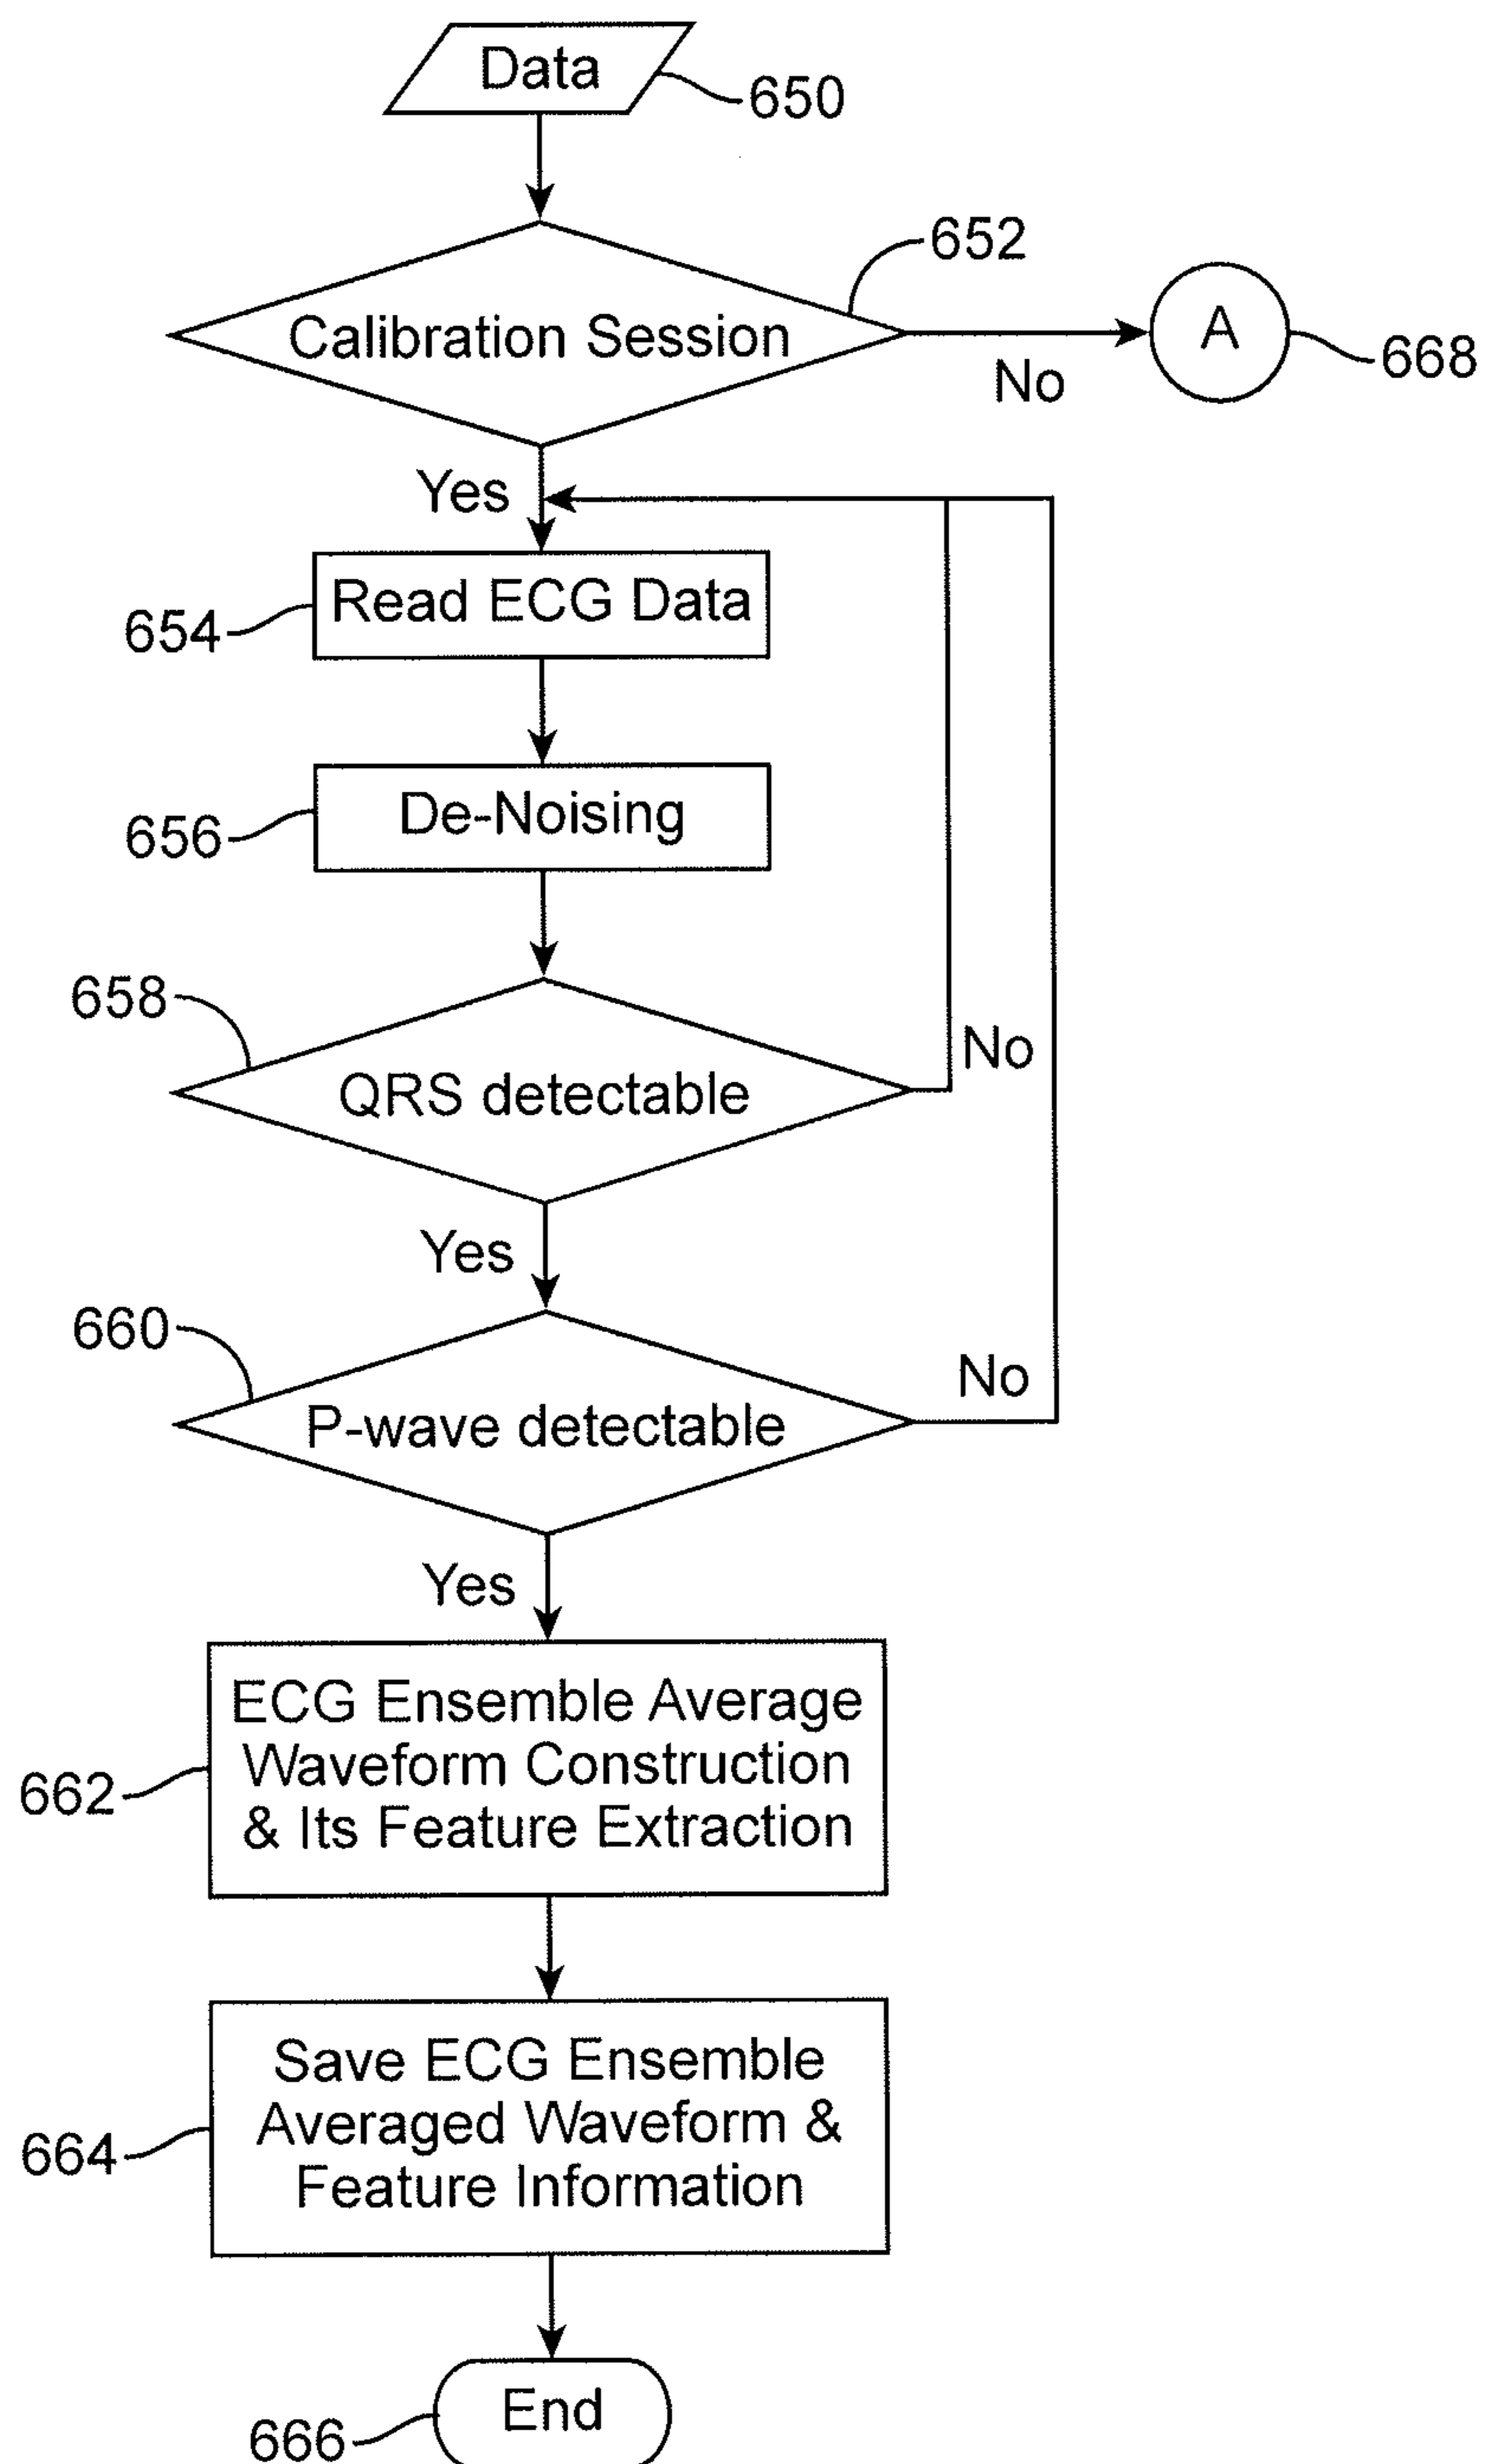 Data
650
652
Calibration Session
A
668
No
Yes
Read ECG Data
654
De-Noising
656
658
No
QRS detectable
Yes
660
No
P-wave detectable
Yes
ECG Ensemble Average
Waveform Construction
& Its Feature Extraction
662
Save ECG Ensemble
Averaged Waveform &
Feature Information
664
End
666